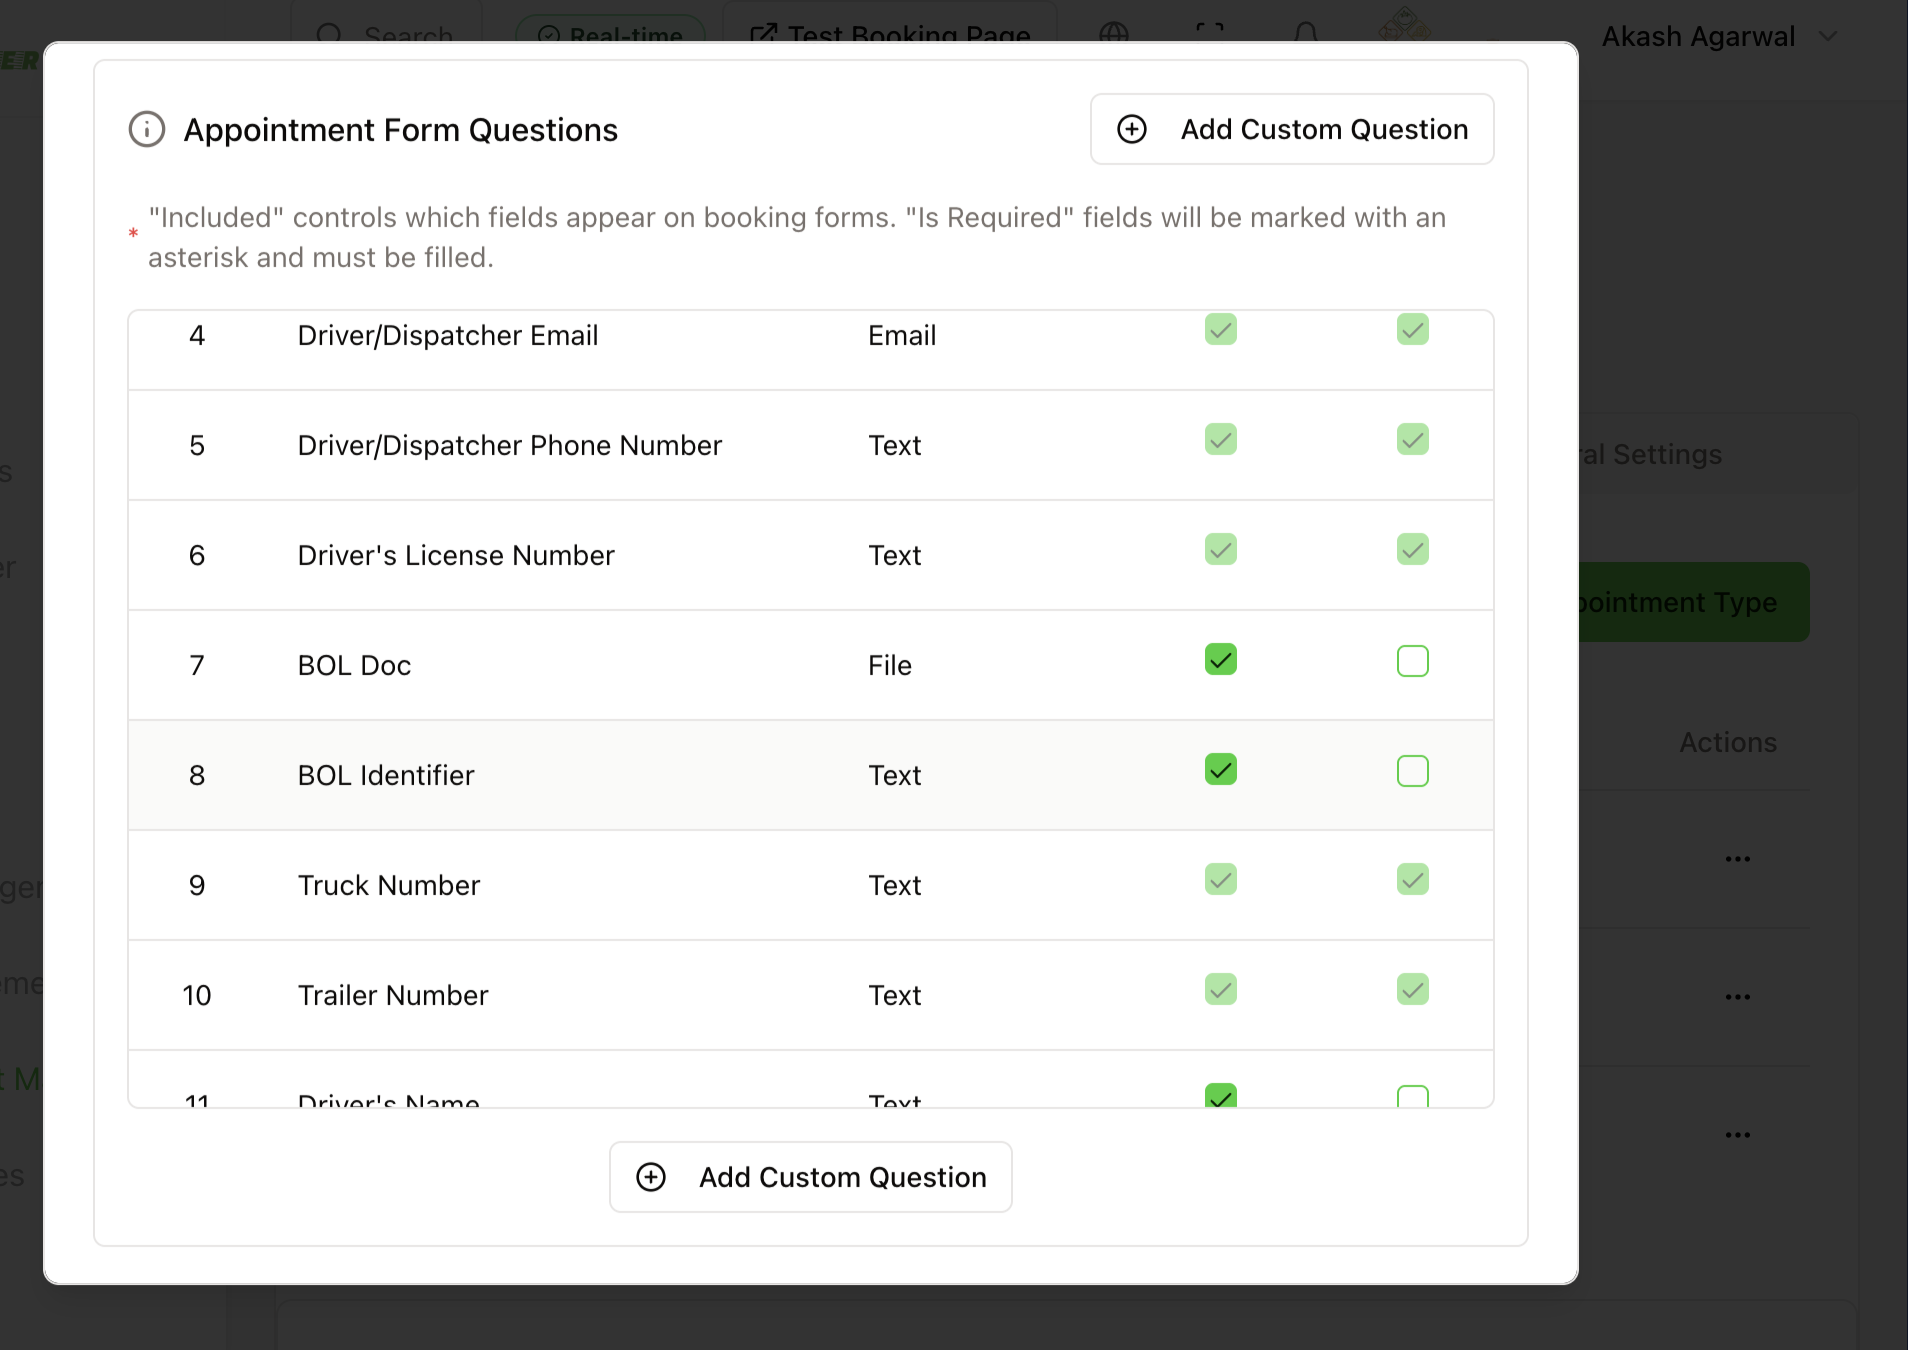 Search
Real-time
Test Booking Page
Akash Agarwal
Appointment Form Questions
Add Custom Question
* "Included" controls which fields appear on booking forms. "Is Required" fields will be marked with an
asterisk and must be filled.
4 Driver/Dispatcher Email Email
5 Driver/Dispatcher Phone Number Text
6 Driver's License Number Text
7 BOL Doc File
8 BOL Identifier Text
9 Truck Number Text
10 Trailer Number Text
11 Driver's Name Text
Add Custom Question
Settings
Type
Actions